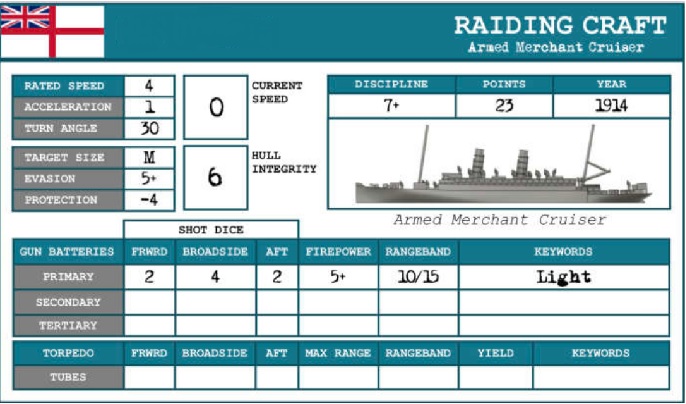 RAIDING CRAFT
Armed Merchant Cruiser
RATED SPEED 4
ACCELERATION 1
TURN ANGLE 30
0 CURRENT SPEED
TARGET SIZE M
EVASION 5+
PROTECTION -4
6 HULL INTEGRITY
DISCIPLINE POINTS YEAR
7+ 23 1914
Armed Merchant Cruiser
SHOT DICE
GUN BATTERIES FRWRD BROADSIDE AFT FIREPOWER RANGEBAND KEYWORDS
PRIMARY 2 4 2 5+ 10/15 Light
SECONDARY
TERTIARY
TORPEDO FRWRD BROADSIDE AFT MAX RANGE RANGEBAND YIELD KEYWORDS
TUBES